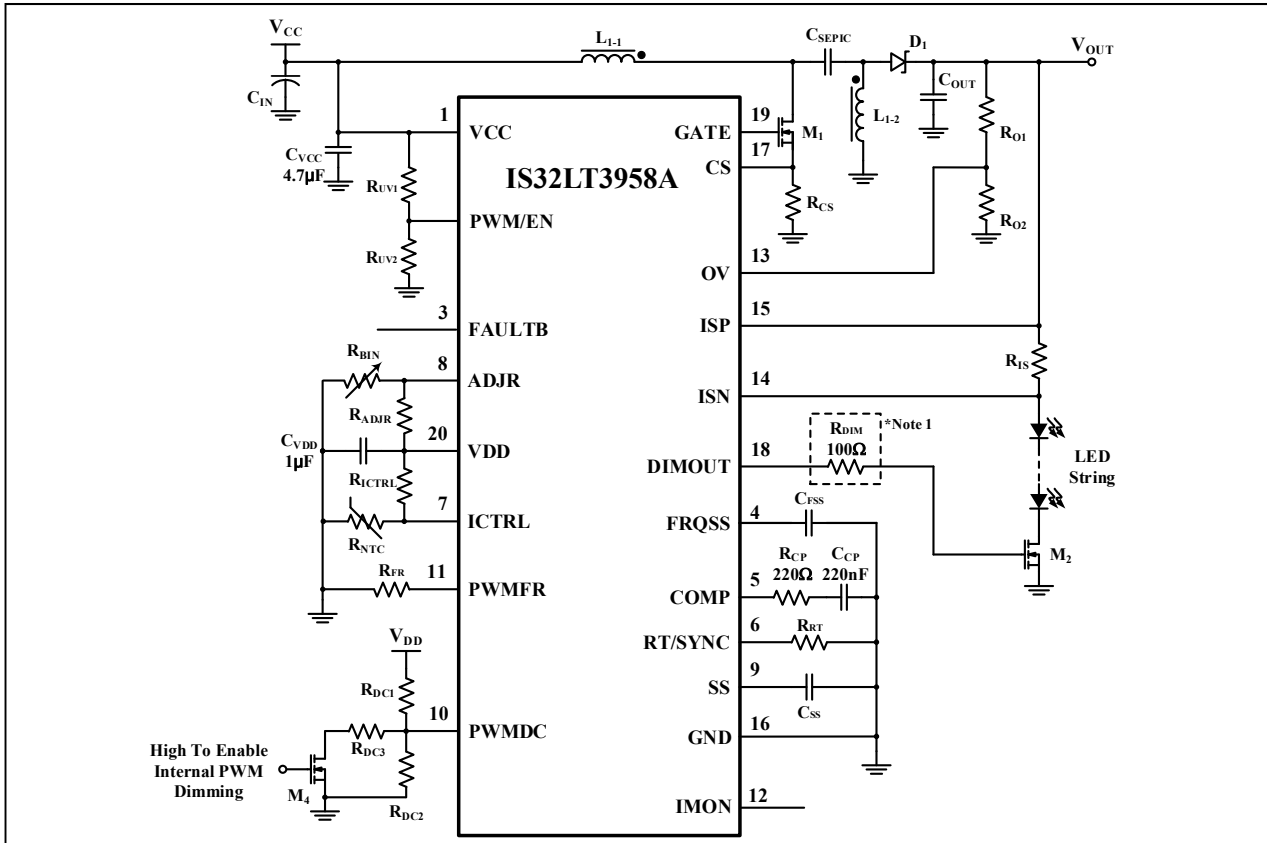 VCC
L1-1
CSEPIC
D1
VOUT
CIN
COUT
L1-2
RO1
1
VCC
19
GATE
M1
17
CS
CVCC
4.7µF
RUV1
IS32LT3958A
RCS
RO2
PWM/EN
RUV2
13
OV
15
ISP
3
FAULTB
RIS
RBIN
8
ADJR
14
ISN
RADJR
RDIM
100Ω
*Note 1
CVDD
1µF
20
VDD
18
DIMOUT
LED
String
RICTRL
7
ICTRL
RNTC
CFSS
4
FRQSS
M2
RFR
11
PWMFR
RCP
220Ω
CCP
220nF
5
COMP
6
RT/SYNC
RRT
VDD
RDC1
9
SS
CSS
10
PWMDC
RDC3
16
GND
High To Enable
Internal PWM
Dimming
M4
RDC2
12
IMON